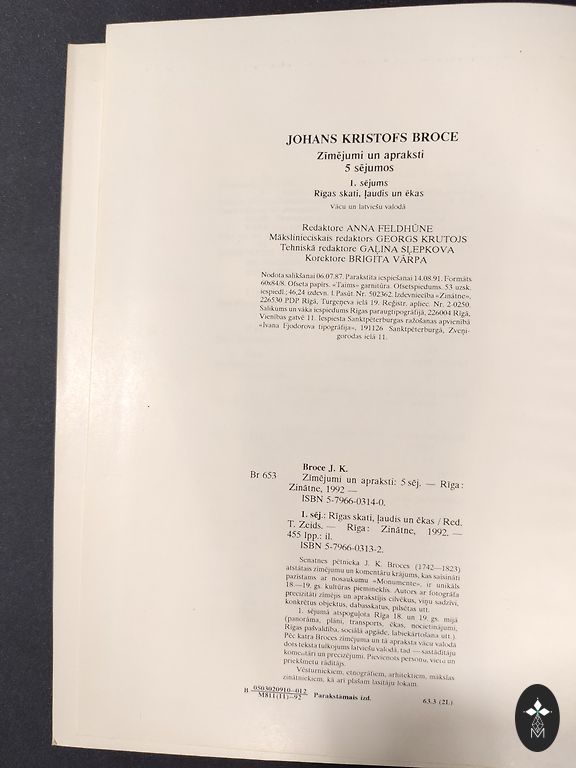 JOHANS KRISTOFS BROCE
Zīmējumi un apraksti
5 sējumos
1. sējums
Rīgas skati, ļaudis un ēkas
Vācu un latviešu valodā
Redaktore ANNA FELDHŪNE
Mākslinieciskais redaktors GEORGS KRUTOJS
Tehniskā redaktore GAĻINA SĻEPKOVA
Korektore BRIGITA VĀRPA
Nodota salikšanai 06.07.87. Parakstīta iespiešanai 14.08.91. Formāts
60x84/8. Ofseta papīrs. «Taims» garnitūra. Ofsetspiedums. 53 uzsk.
iespiedl.; 46,24 izdevn. l. Pasūt. Nr. 502362. Izdevniecība «Zinātne»,
226530 PDP Rīgā, Turgeņeva ielā 19. Reģistr. apliec. Nr. 2-0250.
Salikums un vāka iespiedums Rīgas paraugtipogrāfijā, 226004 Rīgā,
Vienības gatvē 11. Iespiesta Sanktpēterburgas ražošanas apvienībā
«Ivana Fjodorova tipogrāfija», 191126 Sanktpēterburgā, Zveņi-
gorodas ielā 11.
Broce J. K.
Br 653 Zīmējumi un apraksti: 5 sēj. — Rīga:
Zinātne, 1992 —
ISBN 5-7966-0314-0.
1. sēj.: Rīgas skati, ļaudis un ēkas / Red.
T. Zeids. — Rīga: Zinātne, 1992. —
455 lpp.: il.
ISBN 5-7966-0313-2.
Senatnes pētnieka J. K. Broces (1742—1823)
atstātais zīmējumu un komentāru krājums, kas saīsināti
pazīstams ar nosaukumu «Monumente», ir unikāls
18.—19. gs. kultūras piemineklis. Autors ar fotogrāfa
precizitāti zīmējis un aprakstījis cilvēkus, viņu sadzīvi,
konkrētus objektus, dabasskatus, pilsētas utt.
1. sējumā atspoguļota Rīga 18. un 19. gs. mijā
(panorāma, plāni, transports, ēkas, nocietinājumi,
Rīgas pašvaldība, sociālā apgāde, labiekārtošana utt.).
Pēc katra Broces zīmējuma un tā apraksta vācu valodā
dots teksta tulkojums latviešu valodā, tad — sastādītāju
komentāri un precizējumi. Pievienots personu, vietu un
priekšmetu rādītājs.
Vēsturniekiem, etnogrāfiem, arhitektiem, mākslas
zinātniekiem, kā arī plašam lasītāju lokam.
B 0503020910—012
M811(11)—92 Parakstāmais izd. 63.3 (2L)
M